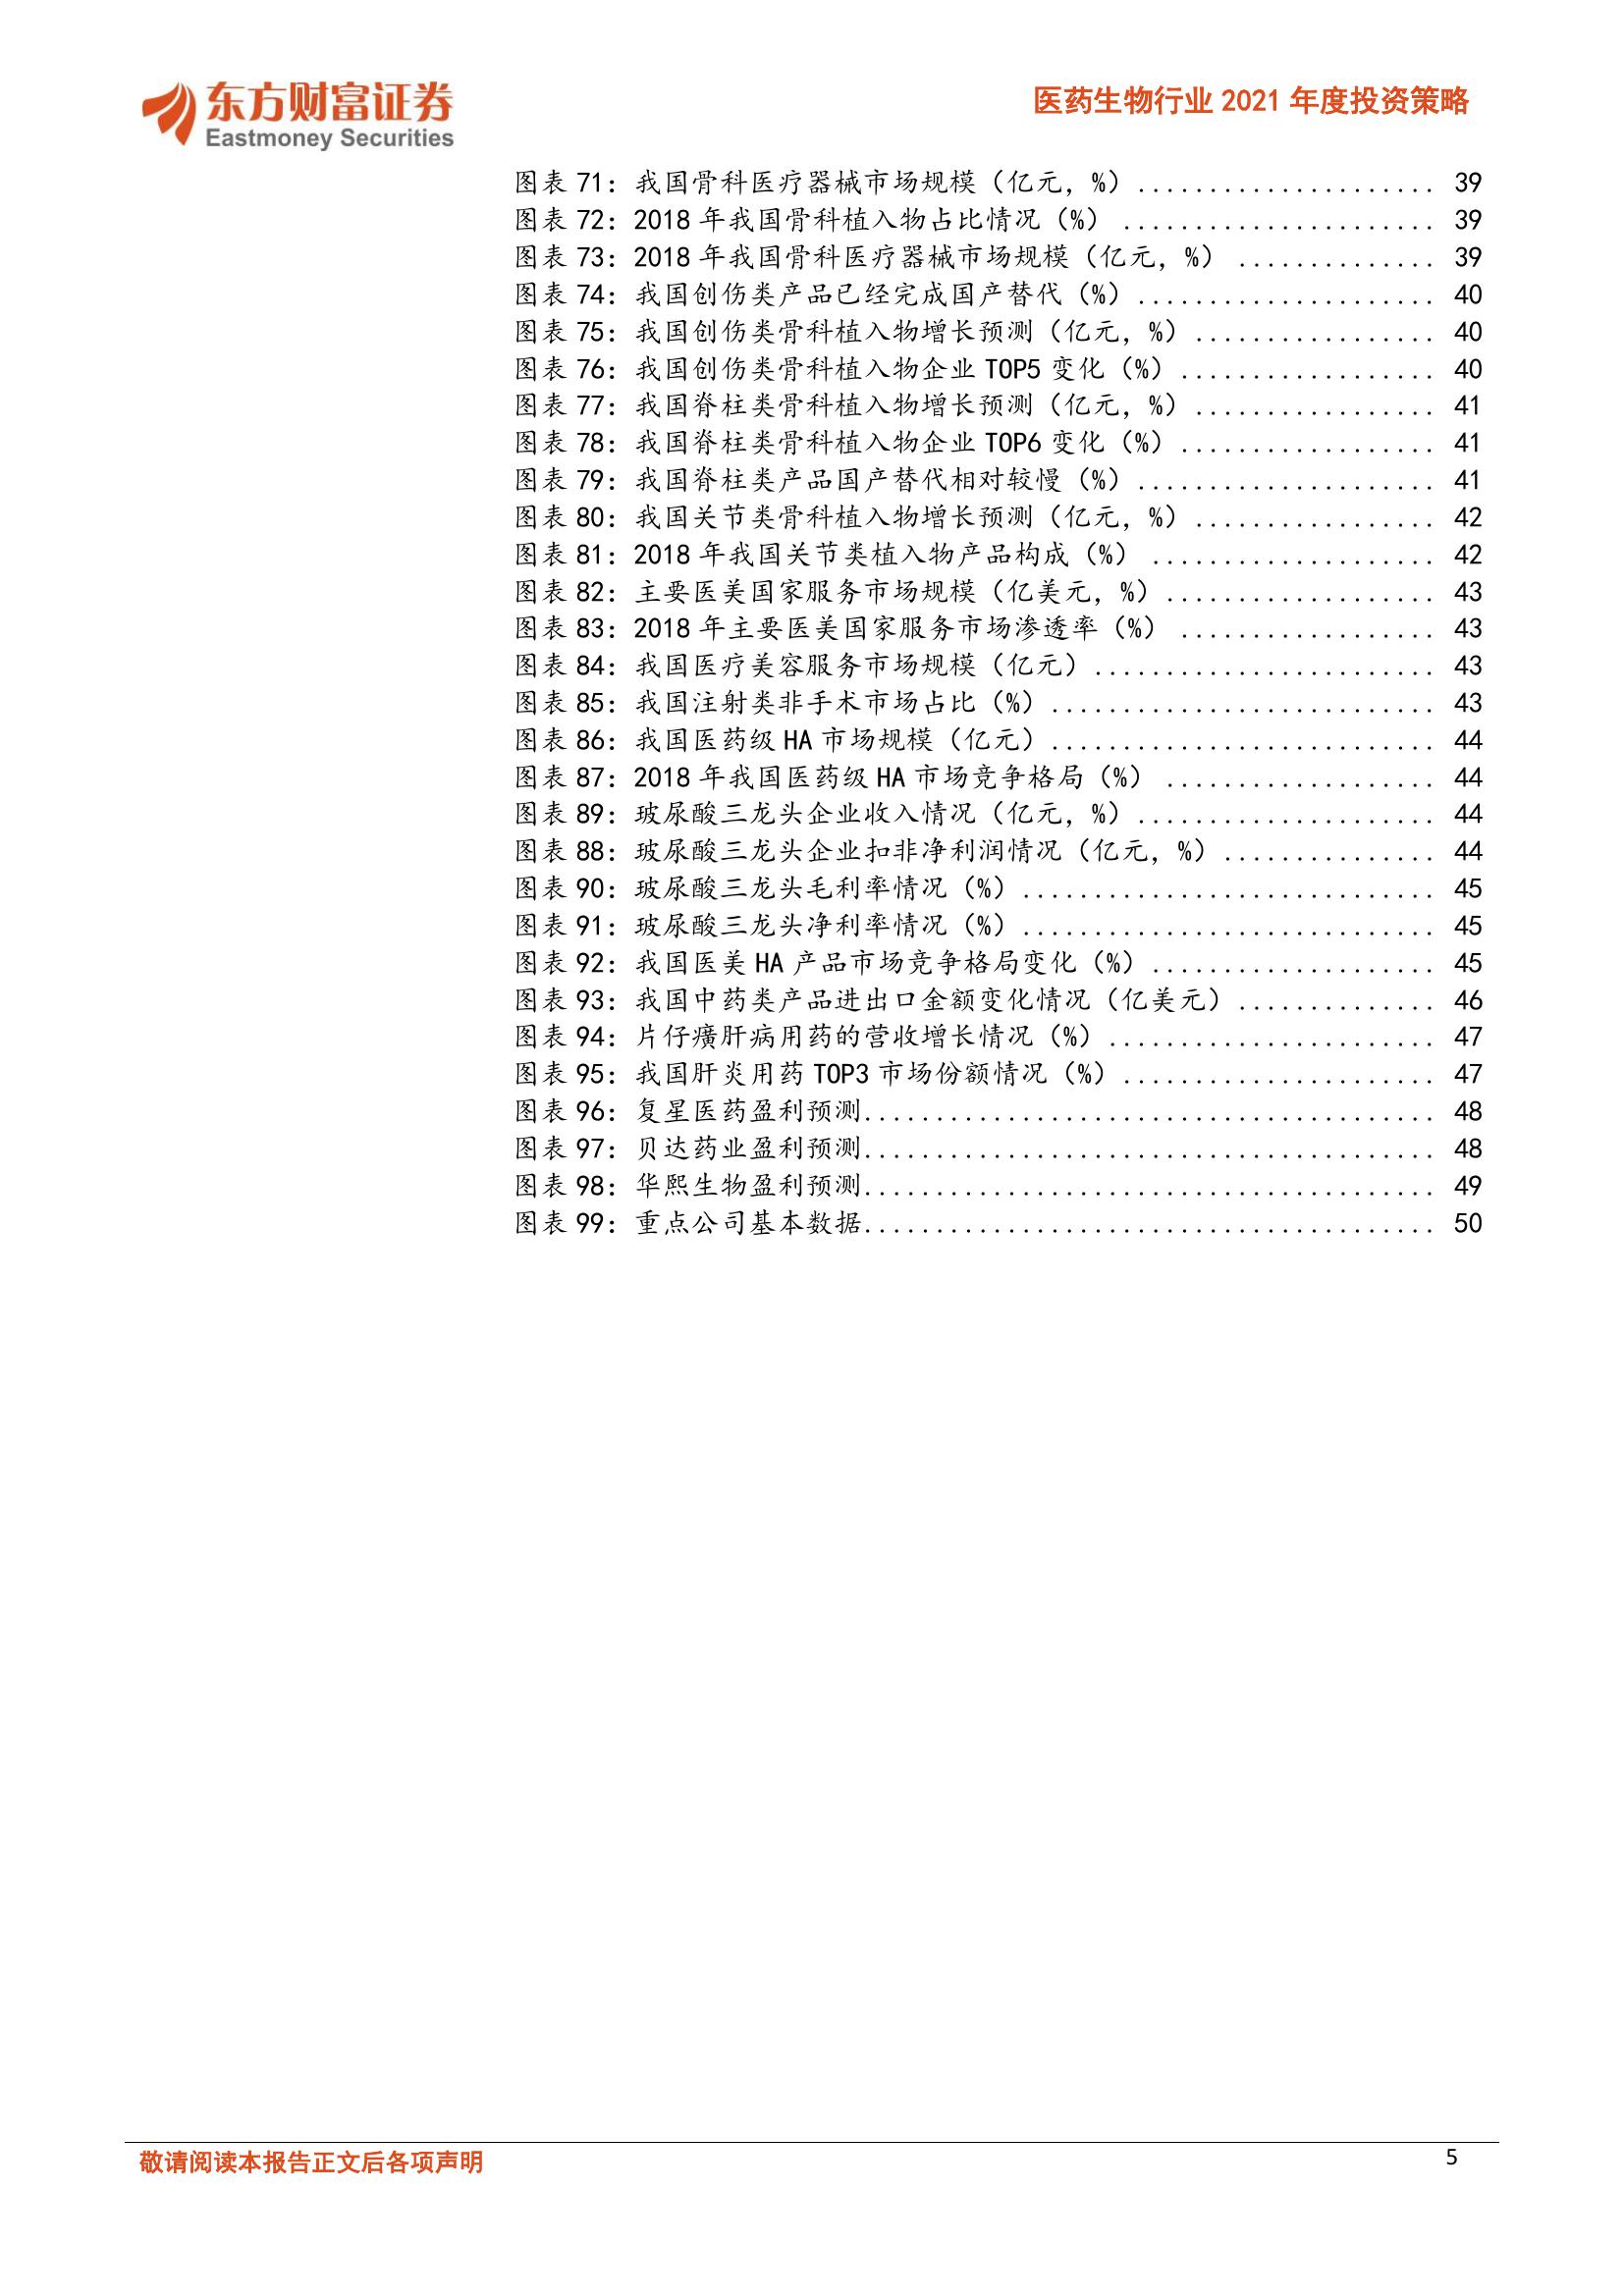 东方财富证券
Eastmoney Securities
医药生物行业 2021 年度投资策略
图表 71：我国骨科医疗器械市场规模（亿元，%）..................... 39
图表 72：2018 年我国骨科植入物占比情况（%） ...................... 39
图表 73：2018 年我国骨科医疗器械市场规模（亿元，%） .............. 39
图表 74：我国创伤类产品已经完成国产替代（%）..................... 40
图表 75：我国创伤类骨科植入物增长预测（亿元，%）................. 40
图表 76：我国创伤类骨科植入物企业 TOP5 变化（%）.................. 40
图表 77：我国脊柱类骨科植入物增长预测（亿元，%）................. 41
图表 78：我国脊柱类骨科植入物企业 TOP6 变化（%）.................. 41
图表 79：我国脊柱类产品国产替代相对较慢（%）..................... 41
图表 80：我国关节类骨科植入物增长预测（亿元，%）................. 42
图表 81：2018 年我国关节类植入物产品构成（%） .................... 42
图表 82：主要医美国家服务市场规模（亿美元，%）................... 43
图表 83：2018 年主要医美国家服务市场渗透率（%） .................. 43
图表 84：我国医疗美容服务市场规模（亿元）........................ 43
图表 85：我国注射类非手术市场占比（%）........................... 43
图表 86：我国医药级 HA 市场规模（亿元）........................... 44
图表 87：2018 年我国医药级 HA 市场竞争格局（%） ................... 44
图表 89：玻尿酸三龙头企业收入情况（亿元，%）..................... 44
图表 88：玻尿酸三龙头企业扣非净利润情况（亿元，%）............... 44
图表 90：玻尿酸三龙头毛利率情况（%）............................. 45
图表 91：玻尿酸三龙头净利率情况（%）............................. 45
图表 92：我国医美 HA 产品市场竞争格局变化（%）.................... 45
图表 93：我国中药类产品进出口金额变化情况（亿美元）.............. 46
图表 94：片仔癀肝病用药的营收增长情况（%）....................... 47
图表 95：我国肝炎用药 TOP3 市场份额情况（%）...................... 47
图表 96：复星医药盈利预测........................................ 48
图表 97：贝达药业盈利预测........................................ 48
图表 98：华熙生物盈利预测........................................ 49
图表 99：重点公司基本数据........................................ 50
敬请阅读本报告正文后各项声明
5